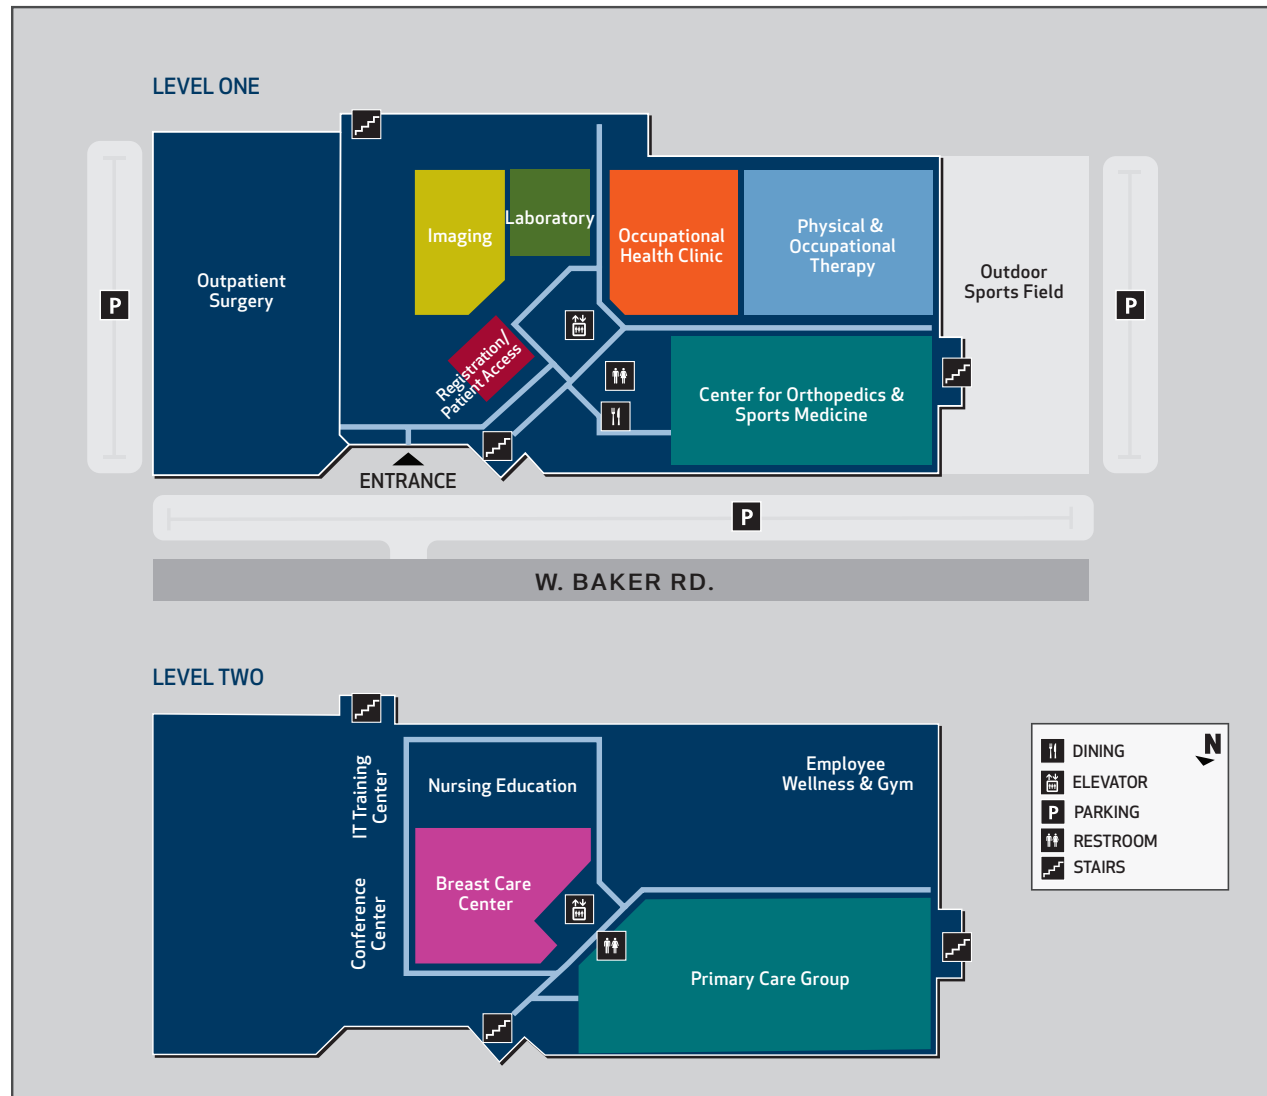 LEVEL ONE
Outpatient
Surgery
Imaging
Laboratory
Occupational
Health Clinic
Physical &
Occupational
Therapy
Outdoor
Sports Field
P
P
Registration/
Patient Access
Center for Orthopedics &
Sports Medicine
ENTRANCE
P
W. BAKER RD.
LEVEL TWO
IT Training
Center
Nursing Education
Employee
Wellness & Gym
Conference
Center
Breast Care
Center
Primary Care Group
N
DINING
ELEVATOR
P PARKING
RESTROOM
STAIRS